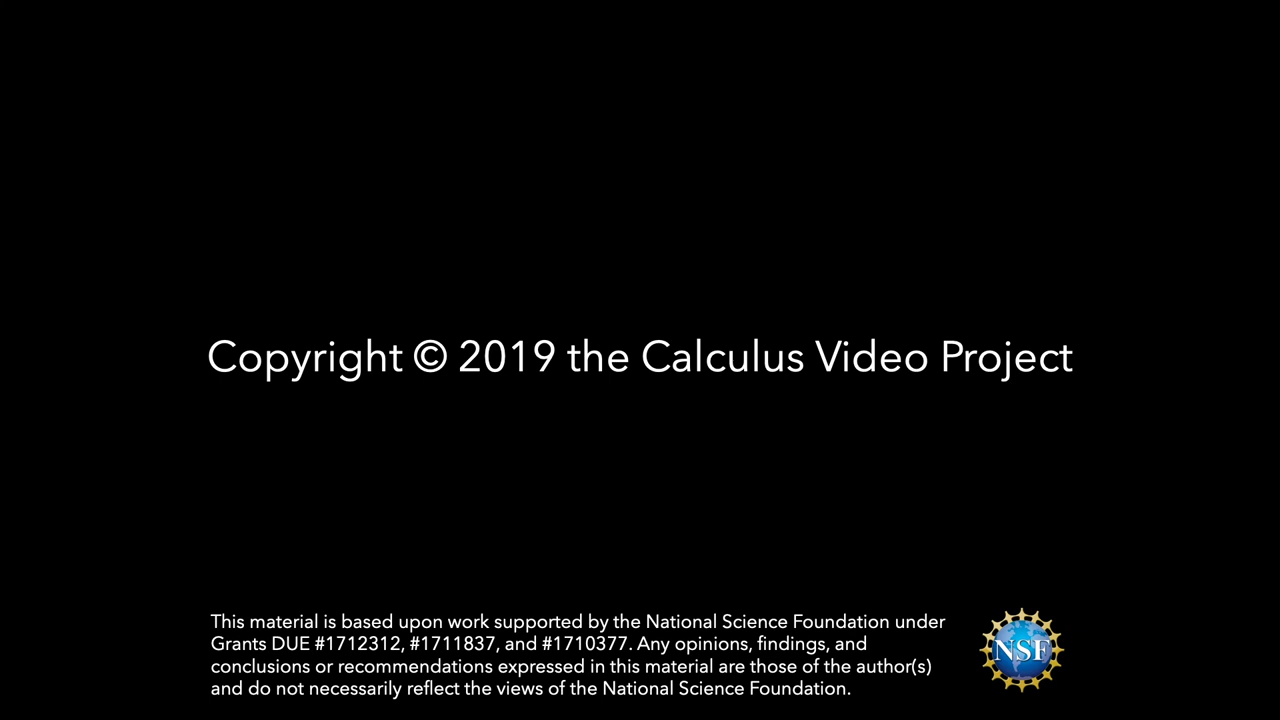 Copyright © 2019 the Calculus Video Project
This material is based upon work supported by the National Science Foundation under
Grants DUE #1712312, #1711837, and #1710377. Any opinions, findings, and
conclusions or recommendations expressed in this material are those of the author(s)
and do not necessarily reflect the views of the National Science Foundation.
NSF